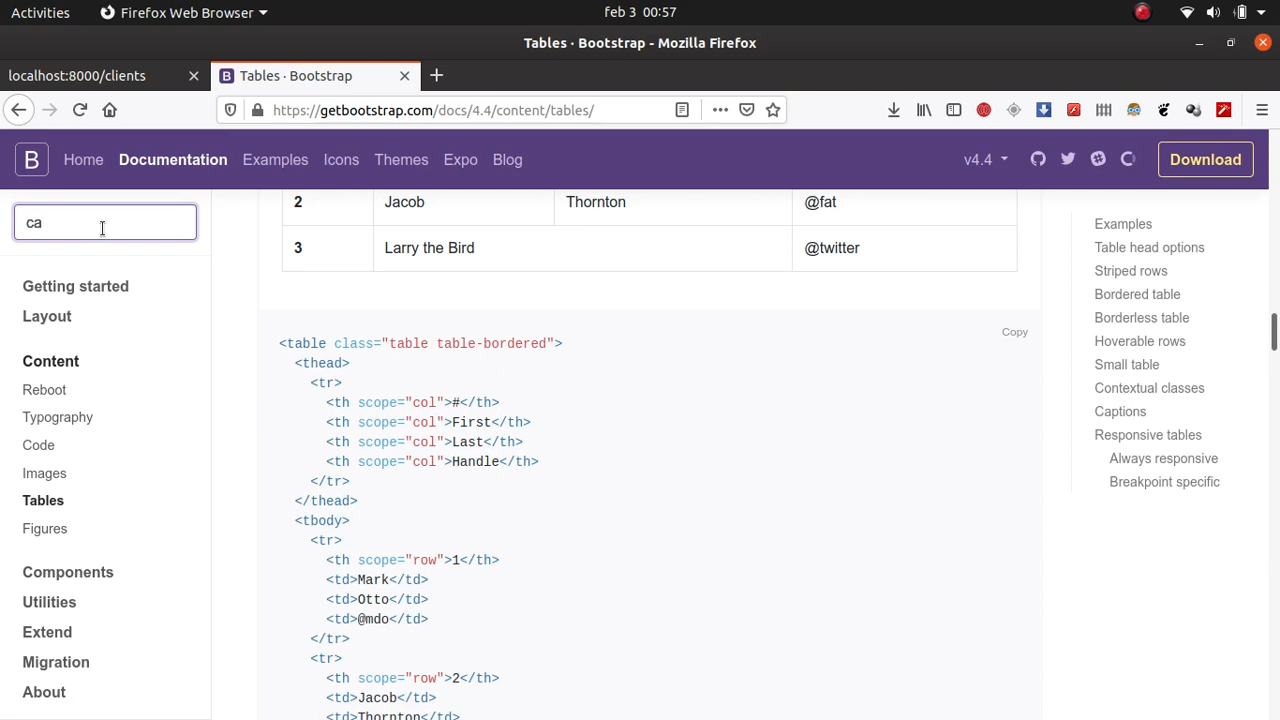 Activities Firefox Web Browser feb 3 00:57
Tables · Bootstrap - Mozilla Firefox
localhost:8000/clients B Tables · Bootstrap
https://getbootstrap.com/docs/4.4/content/tables/
B Home Documentation Examples Icons Themes Expo Blog v4.4 Download
ca
Getting started
Layout
Content
Reboot
Typography
Code
Images
Tables
Figures
Components
Utilities
Extend
Migration
About
2 Jacob Thornton @fat
3 Larry the Bird @twitter
Copy
<table class="table table-bordered">
<thead>
<tr>
<th scope="col">#</th>
<th scope="col">First</th>
<th scope="col">Last</th>
<th scope="col">Handle</th>
</tr>
</thead>
<tbody>
<tr>
<th scope="row">1</th>
<td>Mark</td>
<td>Otto</td>
<td>@mdo</td>
</tr>
<tr>
<th scope="row">2</th>
<td>Jacob</td>
<td>Thornton</td>
Examples
Table head options
Striped rows
Bordered table
Borderless table
Hoverable rows
Small table
Contextual classes
Captions
Responsive tables
Always responsive
Breakpoint specific